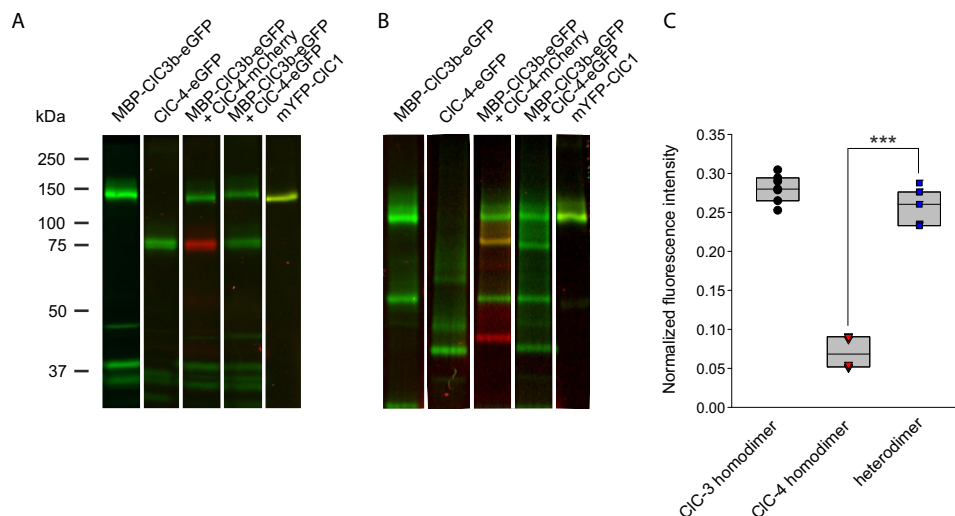 A
B
C
MBP-ClC3b-eGFP
ClC-4-eGFP
MBP-ClC3b-eGFP
+ ClC-4-mCherry
MBP-ClC3b-eGFP
+ ClC-4-eGFP
mYFP-ClC1
kDa
250
150
100
75
50
37
MBP-ClC3b-eGFP
ClC-4-eGFP
MBP-ClC3b-eGFP
+ ClC-4-mCherry
MBP-ClC3b-eGFP
+ ClC-4-eGFP
mYFP-ClC1
Normalized fluorescence intensity
0.35
0.30
0.25
0.20
0.15
0.10
0.05
0.00
***
ClC-3 homodimer
ClC-4 homodimer
heterodimer